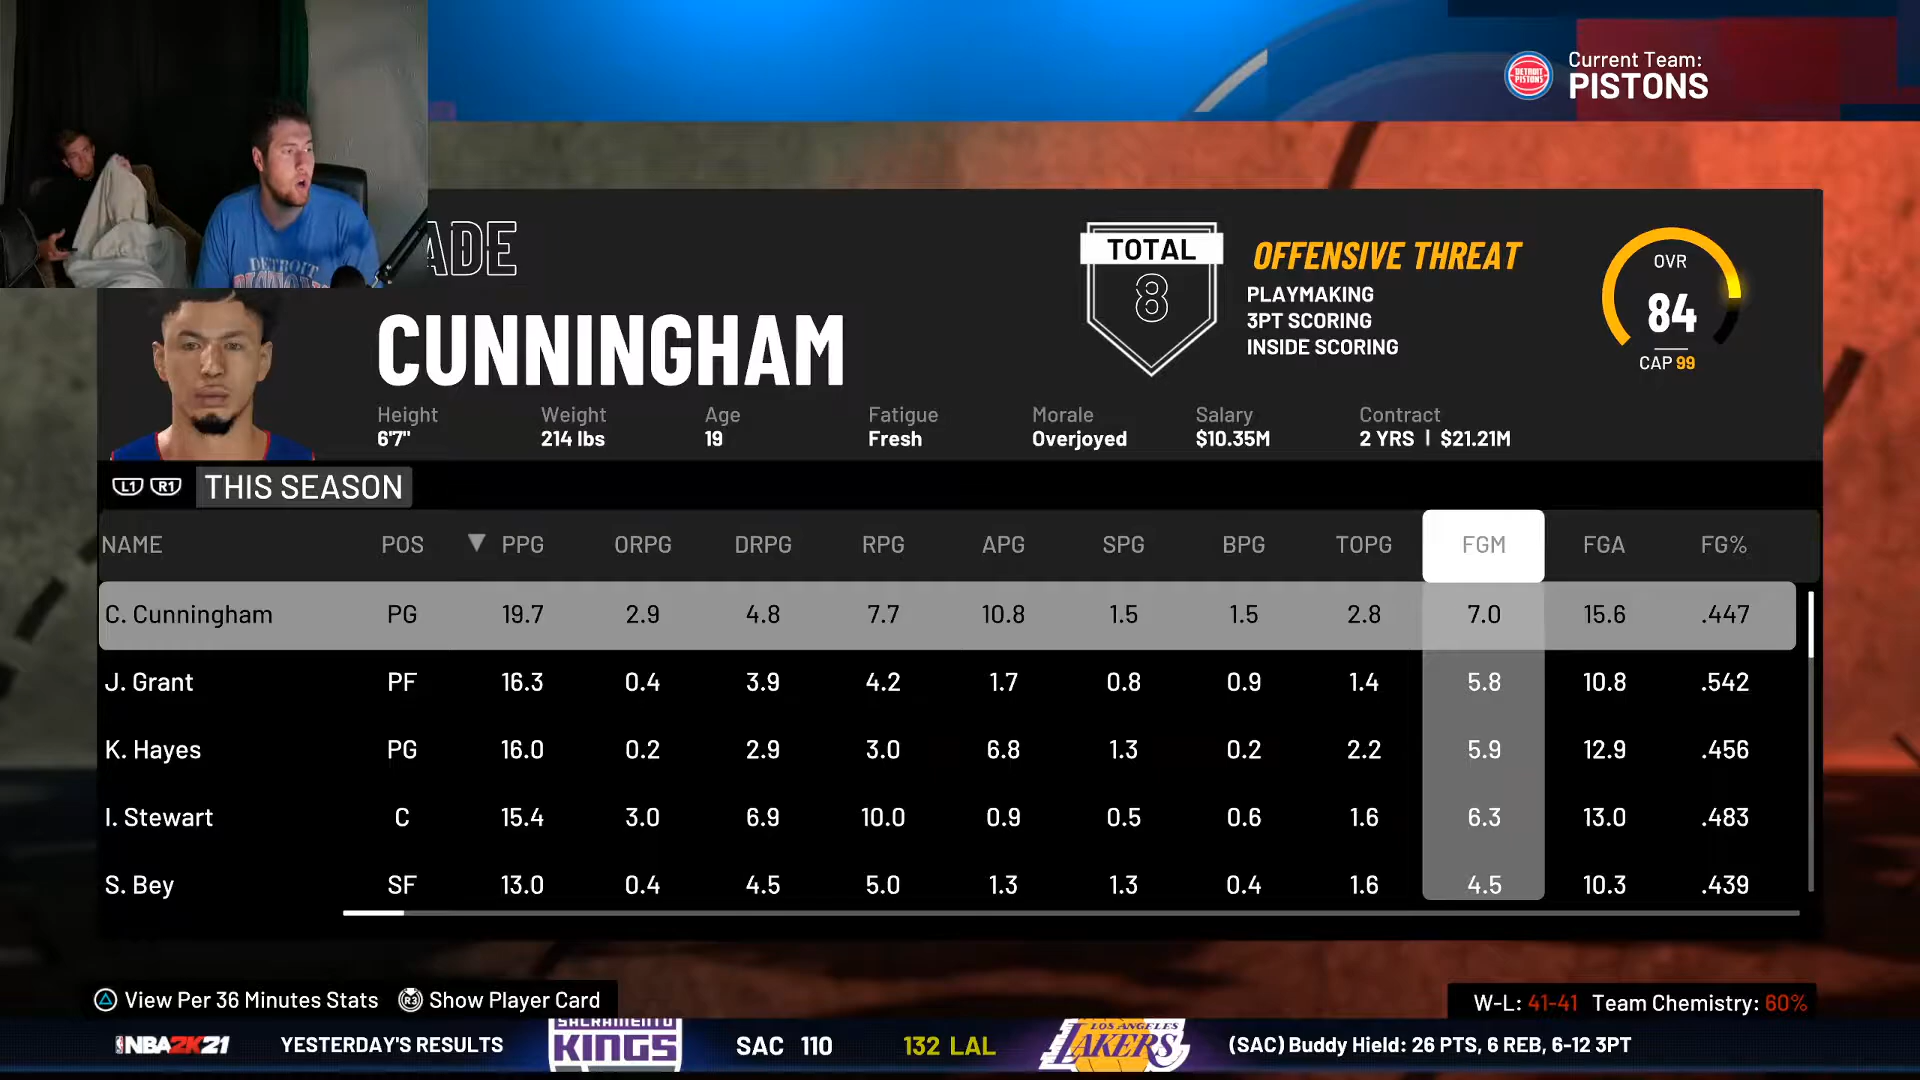 Current Team:
DETROIT PISTONS
PISTONS
ADE
CUNNINGHAM
DETROIT
TOTAL
8
OFFENSIVE THREAT
PLAYMAKING
3PT SCORING
INSIDE SCORING
OVR
84
CAP 99
Height Weight Age Fatigue Morale Salary Contract
6'7" 214 lbs 19 Fresh Overjoyed $10.35M 2 YRS | $21.21M
L1 R1 THIS SEASON
NAME POS ▼ PPG ORPG DRPG RPG APG SPG BPG TOPG FGM FGA FG%
C. Cunningham PG 19.7 2.9 4.8 7.7 10.8 1.5 1.5 2.8 7.0 15.6 .447
J. Grant PF 16.3 0.4 3.9 4.2 1.7 0.8 0.9 1.4 5.8 10.8 .542
K. Hayes PG 16.0 0.2 2.9 3.0 6.8 1.3 0.2 2.2 5.9 12.9 .456
I. Stewart C 15.4 3.0 6.9 10.0 0.9 0.5 0.6 1.6 6.3 13.0 .483
S. Bey SF 13.0 0.4 4.5 5.0 1.3 1.3 0.4 1.6 4.5 10.3 .439
View Per 36 Minutes Stats R3 Show Player Card
W-L: 41-41 Team Chemistry: 60%
NBA2K21 YESTERDAY'S RESULTS SACRAMENTO KINGS SAC 110 132 LAL LOS ANGELES LAKERS (SAC) Buddy Hield: 26 PTS, 6 REB, 6-12 3PT